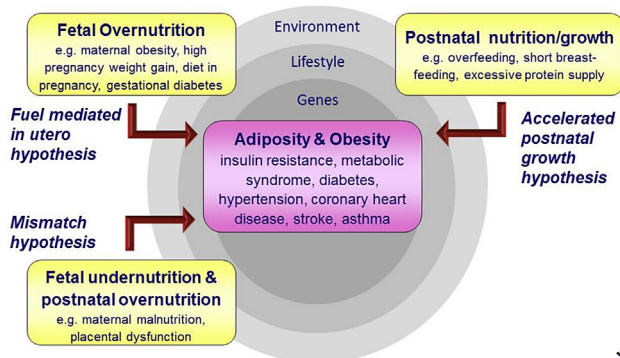 Fetal Overnutrition
e.g. maternal obesity, high
pregnancy weight gain, diet in
pregnancy, gestational diabetes
Environment
Lifestyle
Genes
Postnatal nutrition/growth
e.g. overfeeding, short breast-
feeding, excessive protein supply
Fuel mediated
in utero
hypothesis
Adiposity & Obesity
insulin resistance, metabolic
syndrome, diabetes,
hypertension, coronary heart
disease, stroke, asthma
Accelerated
postnatal
growth
hypothesis
Mismatch
hypothesis
Fetal undernutrition &
postnatal overnutrition
e.g. maternal malnutrition,
placental dysfunction